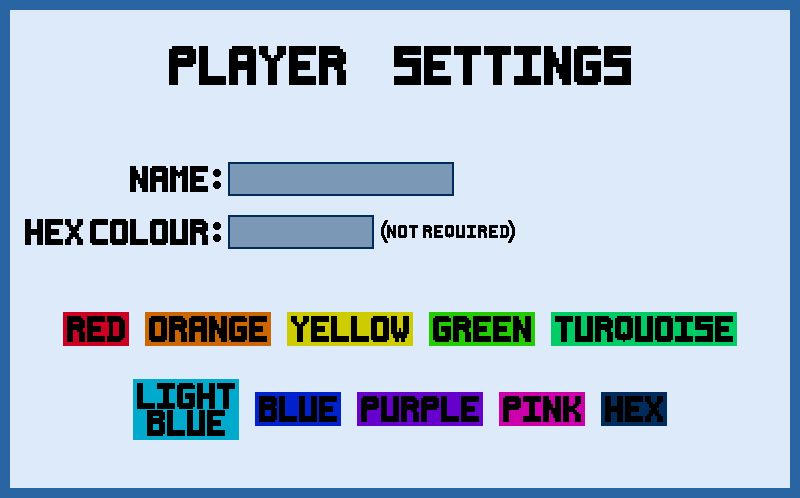 PLAYER SETTINGS
NAME:
HEX COLOUR: (NOT REQUIRED)
RED ORANGE YELLOW GREEN TURQUOISE
LIGHT
BLUE BLUE PURPLE PINK HEX